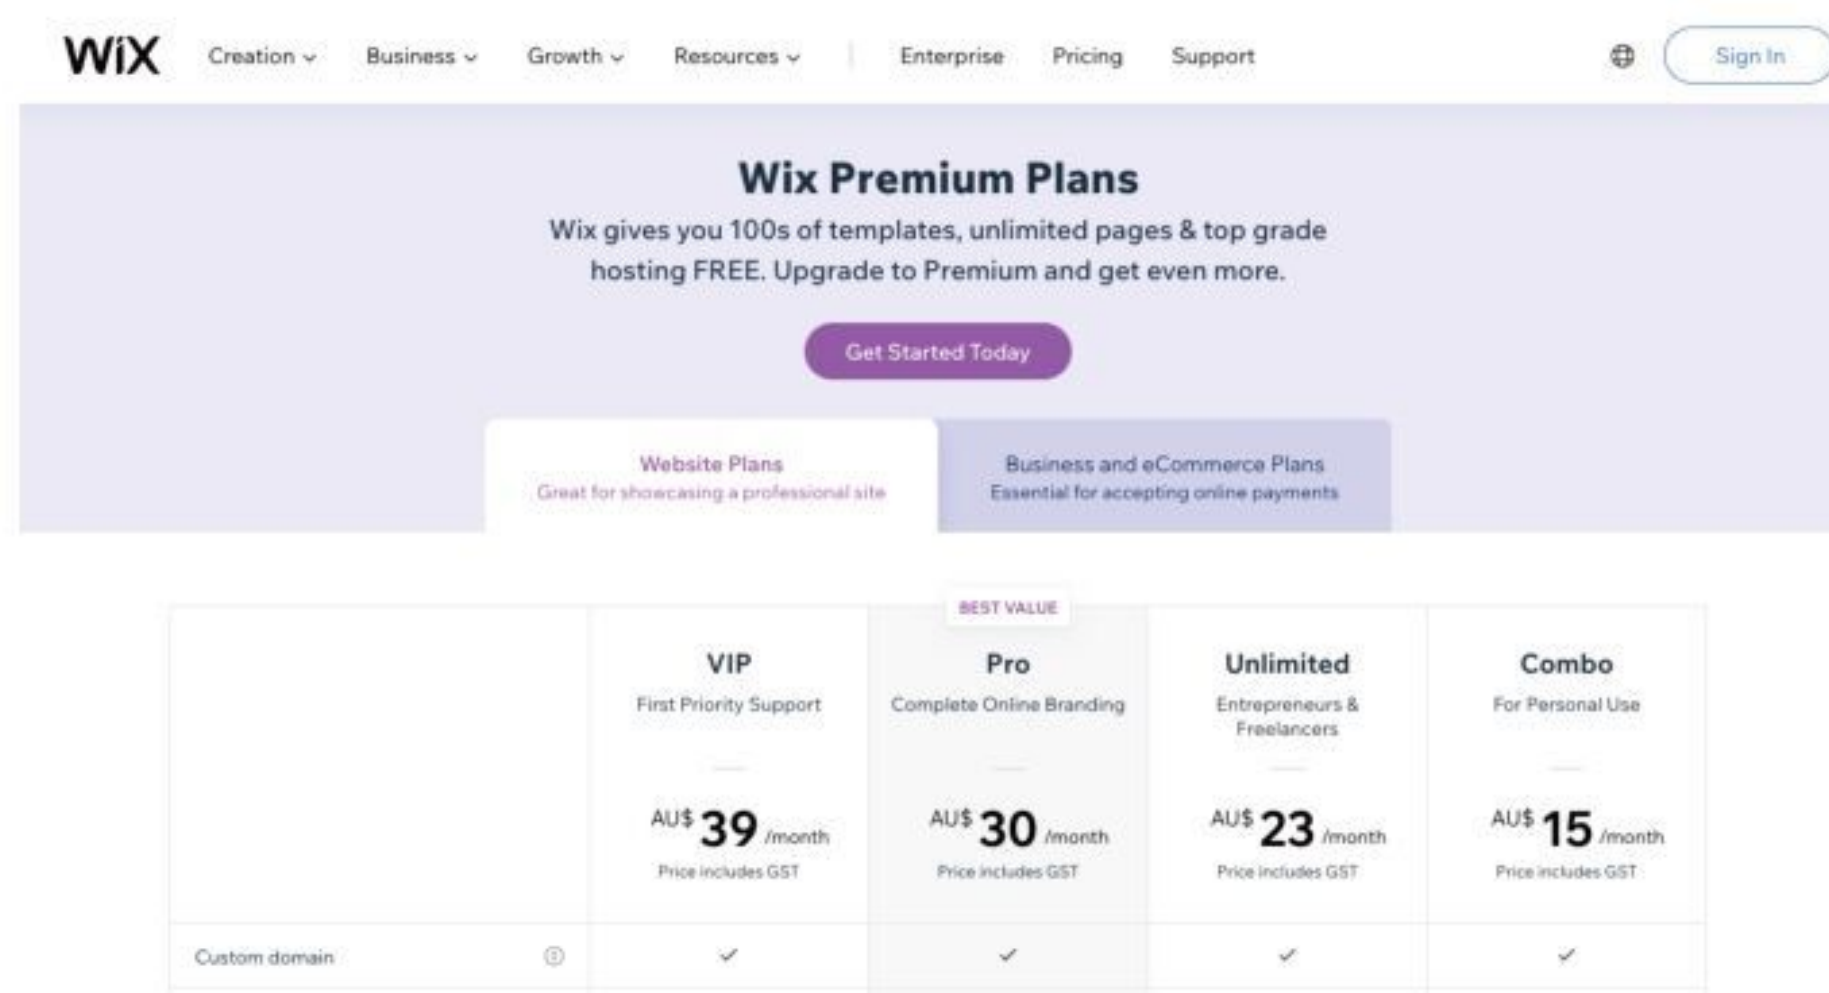 WiX Creation Business Growth Resources Enterprise Pricing Support Sign In
Wix Premium Plans
Wix gives you 100s of templates, unlimited pages & top grade
hosting FREE. Upgrade to Premium and get even more.
Get Started Today
Website Plans
Great for showcasing a professional site
Business and eCommerce Plans
Essential for accepting online payments
BEST VALUE
VIP
First Priority Support
AU$ 39 /month
Price includes GST
Pro
Complete Online Branding
AU$ 30 /month
Price includes GST
Unlimited
Entrepreneurs &
Freelancers
AU$ 23 /month
Price includes GST
Combo
For Personal Use
AU$ 15 /month
Price includes GST
Custom domain